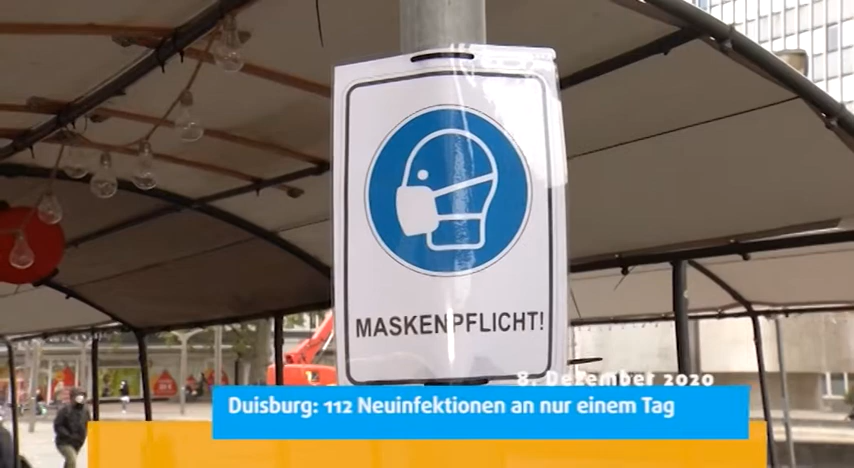 MASKENPFLICHT!
8. Dezember 2020
Duisburg: 112 Neuinfektionen an nur einem Tag